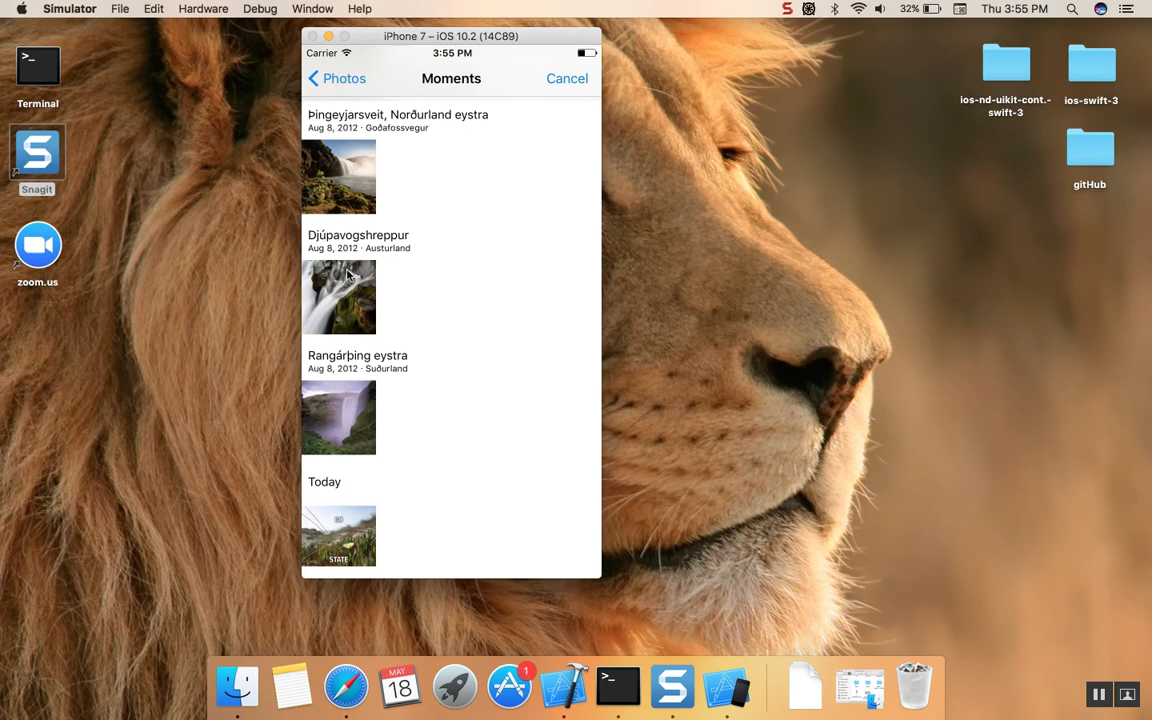 Simulator File Edit Hardware Debug Window Help
32% Thu 3:55 PM
iPhone 7 – iOS 10.2 (14C89)
Carrier 3:55 PM
Photos Moments Cancel
Þingeyjarsveit, Norðurland eystra
Aug 8, 2012 · Goðafossvegur
Djúpavogshreppur
Aug 8, 2012 · Austurland
Rangárþing eystra
Aug 8, 2012 · Suðurland
Today
GO
STATE
Terminal
Snagit
zoom.us
ios-nd-uikit-cont.-
swift-3
ios-swift-3
gitHub
MAY
18
1